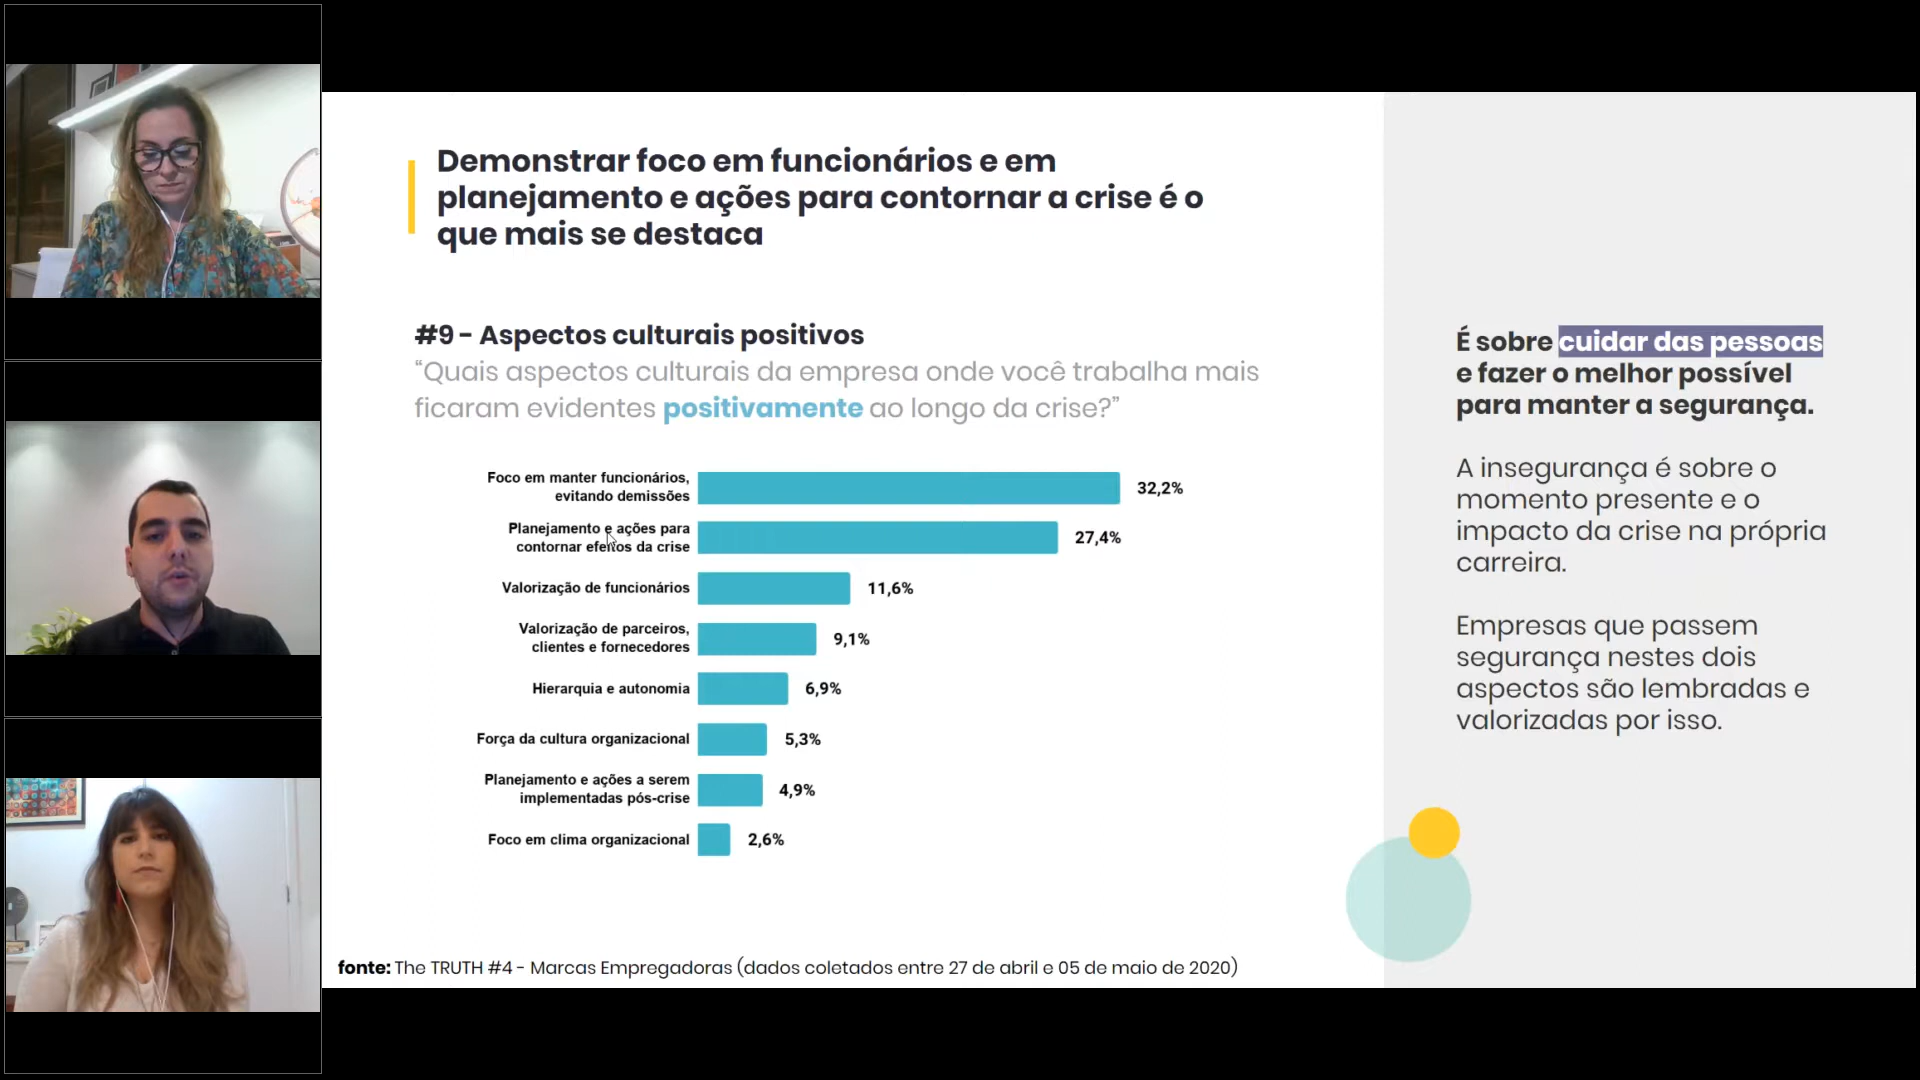 Demonstrar foco em funcionários e em
planejamento e ações para contornar a crise é o
que mais se destaca
#9 - Aspectos culturais positivos
“Quais aspectos culturais da empresa onde você trabalha mais
ficaram evidentes positivamente ao longo da crise?”
Foco em manter funcionários,
evitando demissões
32,2%
Planejamento e ações para
contornar efeitos da crise
27,4%
Valorização de funcionários
11,6%
Valorização de parceiros,
clientes e fornecedores
9,1%
Hierarquia e autonomia
6,9%
Força da cultura organizacional
5,3%
Planejamento e ações a serem
implementadas pós-crise
4,9%
Foco em clima organizacional
2,6%
fonte: The TRUTH #4 - Marcas Empregadoras (dados coletados entre 27 de abril e 05 de maio de 2020)
É sobre cuidar das pessoas
e fazer o melhor possível
para manter a segurança.
A insegurança é sobre o
momento presente e o
impacto da crise na própria
carreira.
Empresas que passem
segurança nestes dois
aspectos são lembradas e
valorizadas por isso.